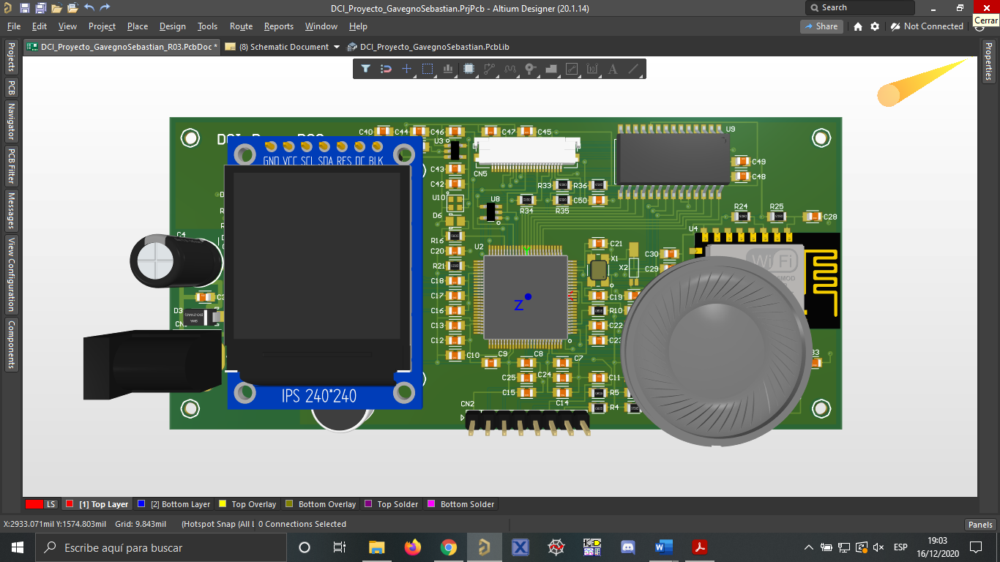 DCI_Proyecto_GavegnoSebastian.PrjPcb - Altium Designer (20.1.14)
Search
Cerrar
File Edit View Project Place Design Tools Route Reports Window Help
Share
Not Connected
DCI_Proyecto_GavegnoSebastian_R03.PcbDoc *
(8) Schematic Document
DCI_Proyecto_GavegnoSebastian.PcbLib
Projects
PCB
Navigator
PCB Filter
Messages
View Configuration
Components
Properties
C40 C44 C46 C47 C45
U9
U3
GND VCC SCL SDA RES DC BLK
C49
C43
CN5
C48
C42
R33 R36
U10
U8
C50
R34 R35
D6
R24 R25
C28
C4
U4
R16
U2
C21
C20
C30
X1
WiFi
R21
X2
C29
C18
C17
C19
Z
C16
R10
D3
C13
C22
C12
C23
C10
C9 C8 C7
C25 C24
C11
C15
R5
IPS 240*240
CN2
C14
R4
LS
[1] Top Layer
[2] Bottom Layer
Top Overlay
Bottom Overlay
Top Solder
Bottom Solder
X:2933.071mil Y:1574.803mil Grid: 9.843mil (Hotspot Snap (All L 0 Connections Selected
Panels
Escribe aquí para buscar
ESP
19:03
16/12/2020